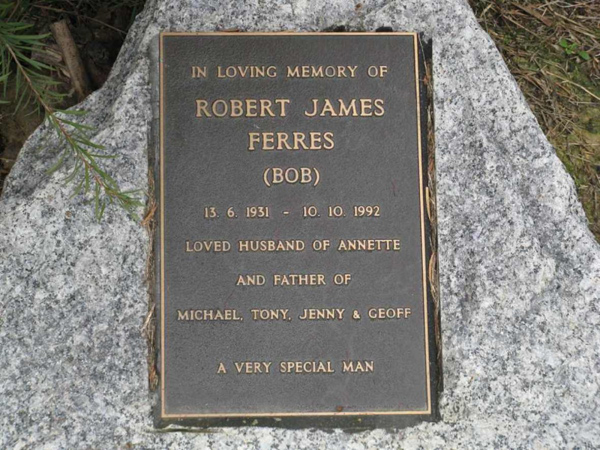 IN LOVING MEMORY OF
ROBERT JAMES
FERRES
(BOB)
13. 6. 1931 - 10. 10. 1992
LOVED HUSBAND OF ANNETTE
AND FATHER OF
MICHAEL, TONY, JENNY & GEOFF
A VERY SPECIAL MAN